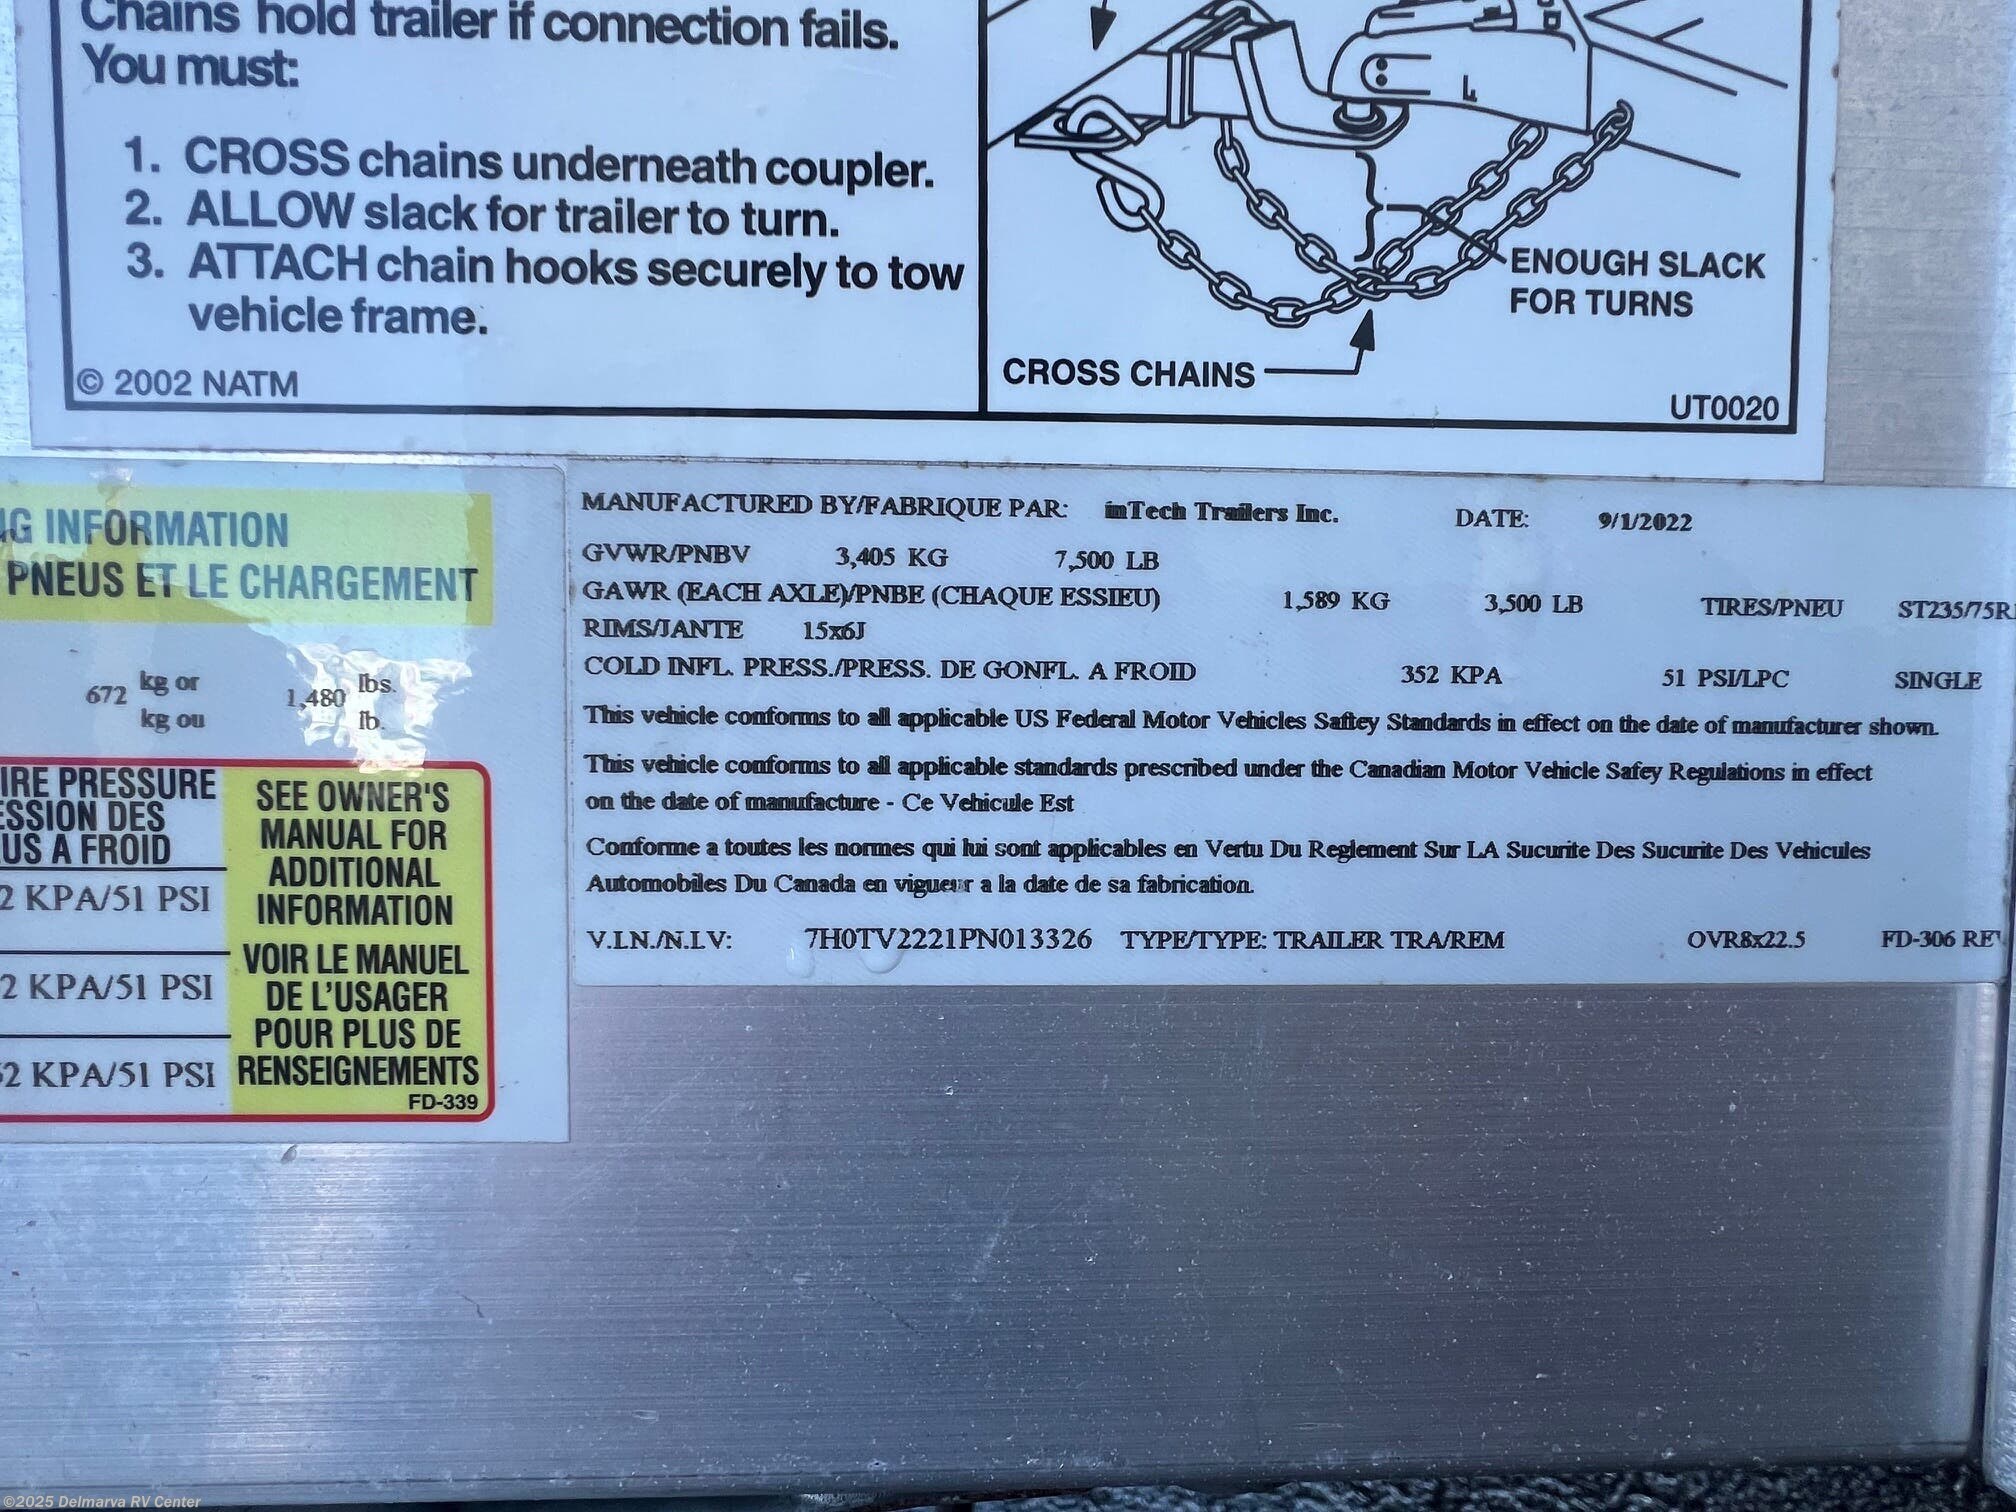 Chains hold trailer if connection fails.
You must:
1. CROSS chains underneath coupler.
2. ALLOW slack for trailer to turn.
3. ATTACH chain hooks securely to tow
vehicle frame.
© 2002 NATM
ENOUGH SLACK
FOR TURNS
CROSS CHAINS
UT0020
NG INFORMATION
PNEUS ET LE CHARGEMENT
672 kg or 1,480 lbs.
kg ou lb.
IRE PRESSURE
ESSION DES
US A FROID
2 KPA/51 PSI
2 KPA/51 PSI
52 KPA/51 PSI
SEE OWNER'S
MANUAL FOR
ADDITIONAL
INFORMATION
VOIR LE MANUEL
DE L'USAGER
POUR PLUS DE
RENSEIGNEMENTS
FD-339
MANUFACTURED BY/FABRIQUE PAR: inTech Trailers Inc. DATE: 9/1/2022
GVWR/PNBV 3,405 KG 7,500 LB
GAWR (EACH AXLE)/PNBE (CHAQUE ESSIEU) 1,589 KG 3,500 LB TIRES/PNEU ST235/75R
RIMS/JANTE 15x6J
COLD INFL. PRESS./PRESS. DE GONFL. A FROID 352 KPA 51 PSI/LPC SINGLE
This vehicle conforms to all applicable US Federal Motor Vehicles Saftey Standards in effect on the date of manufacturer shown.
This vehicle conforms to all applicable standards prescribed under the Canadian Motor Vehicle Safey Regulations in effect
on the date of manufacture - Ce Vehicule Est
Conforme a toutes les normes qui lui sont applicables en Vertu Du Reglement Sur LA Sucurite Des Sucurite Des Vehicules
Automobiles Du Canada en vigueur a la date de sa fabrication.
V.I.N./N.I.V: 7H0TV2221PN013326 TYPE/TYPE: TRAILER TRA/REM OVR8x22.5 FD-306 REV
©2025 Delmarva RV Center